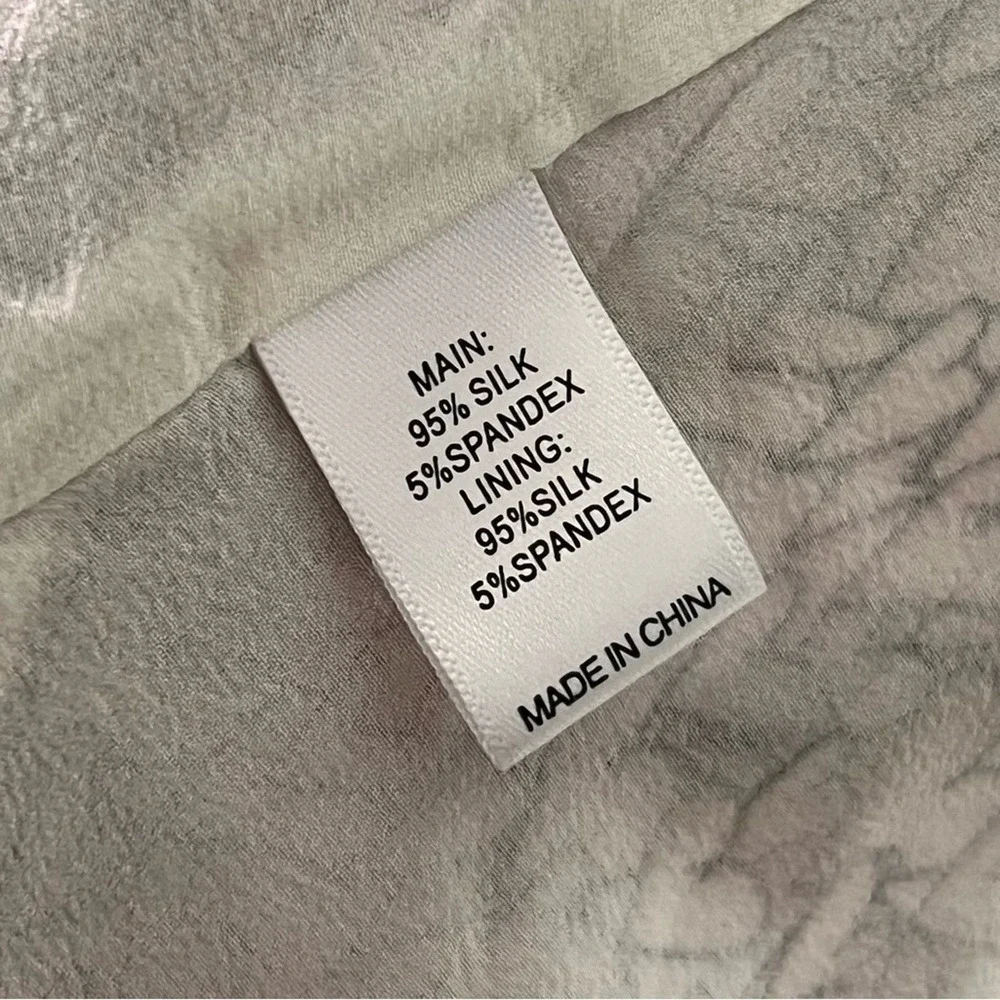 MAIN:
95% SILK
5%SPANDEX
LINING:
95%SILK
5%SPANDEX
MADE IN CHINA